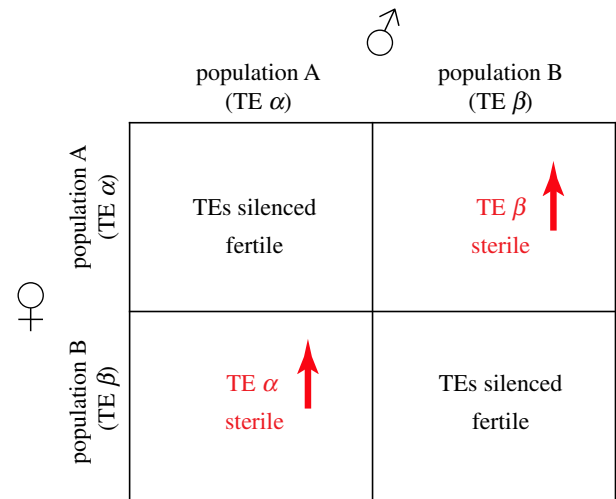 population A
(TE α)
population B
(TE β)
population A
(TE α)
TEs silenced
fertile
TE β
sterile
population B
(TE β)
TE α
sterile
TEs silenced
fertile